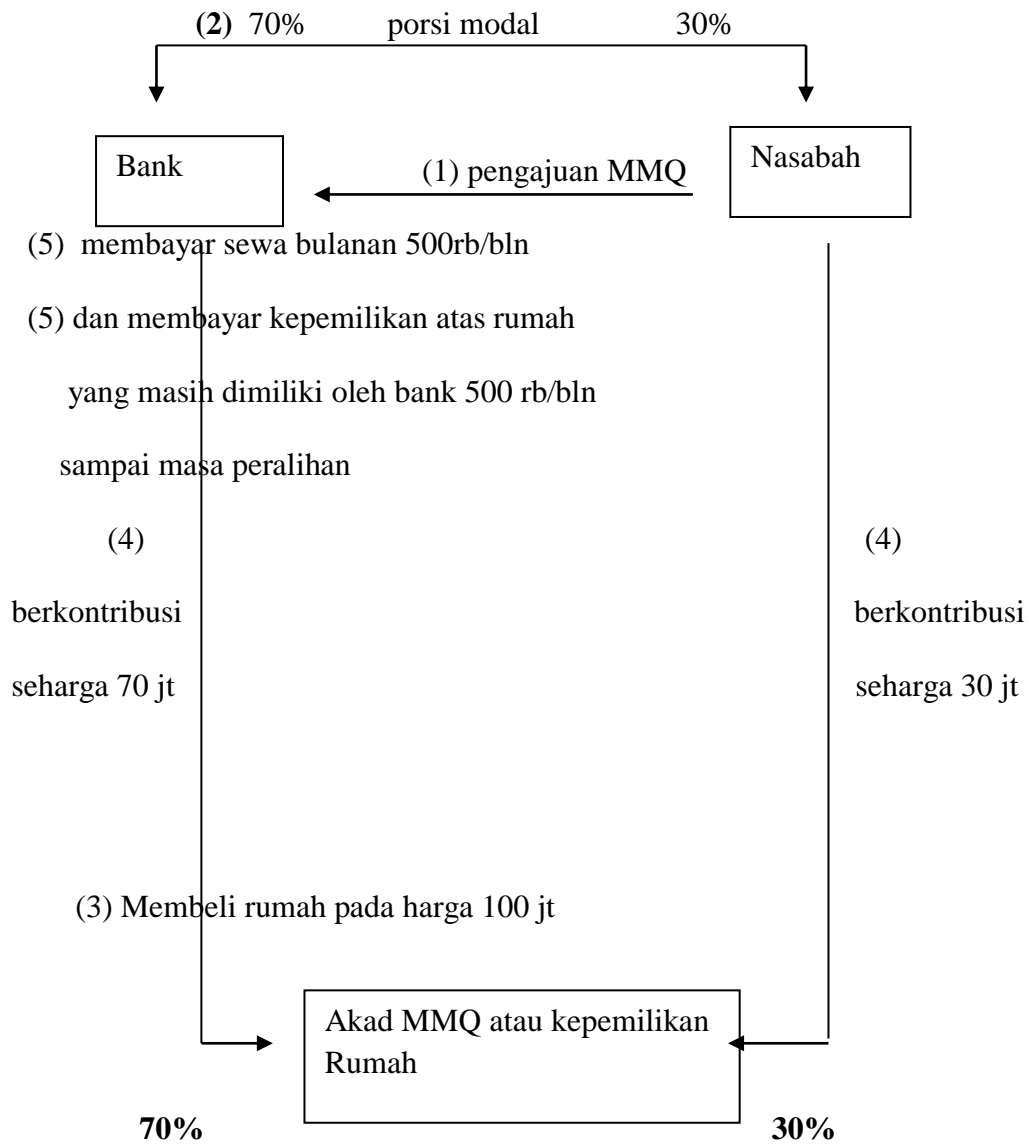 (2) 70% porsi modal 30%
Bank
Nasabah
(1) pengajuan MMQ
(5) membayar sewa bulanan 500rb/bln
(5) dan membayar kepemilikan atas rumah
yang masih dimiliki oleh bank 500 rb/bln
sampai masa peralihan
(4)
berkontribusi
seharga 70 jt
(4)
berkontribusi
seharga 30 jt
(3) Membeli rumah pada harga 100 jt
Akad MMQ atau kepemilikan
Rumah
70%
30%